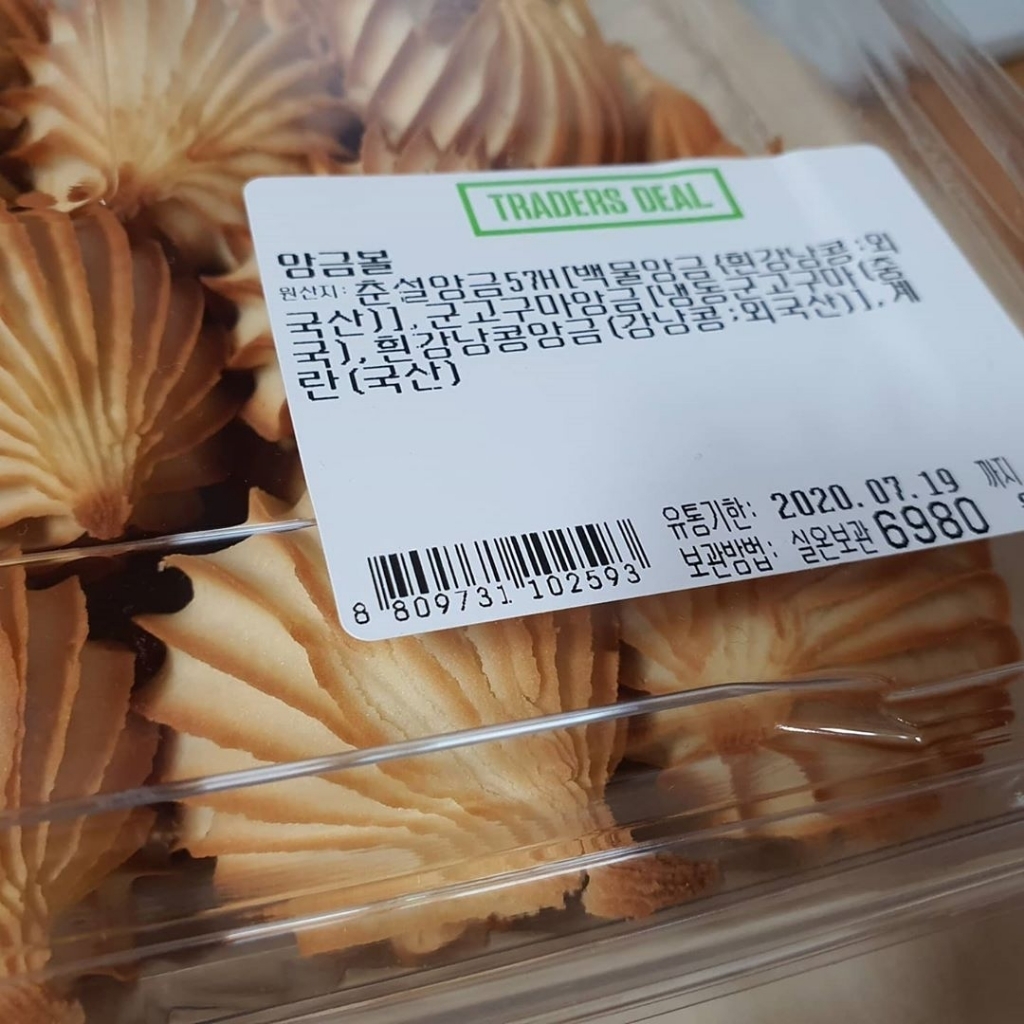 TRADERS DEAL
앙금볼
원산지: 춘설앙금57H[백물앙금{흰강낭콩;외
국산}], 군고구마앙금[냉동군고구마(중
국), 흰강낭콩앙금(강낭콩;외국산)], 계
란(국산)
유통기한: 2020.07.19 까지
보관방법: 실온보관 6980
8 809731 102593